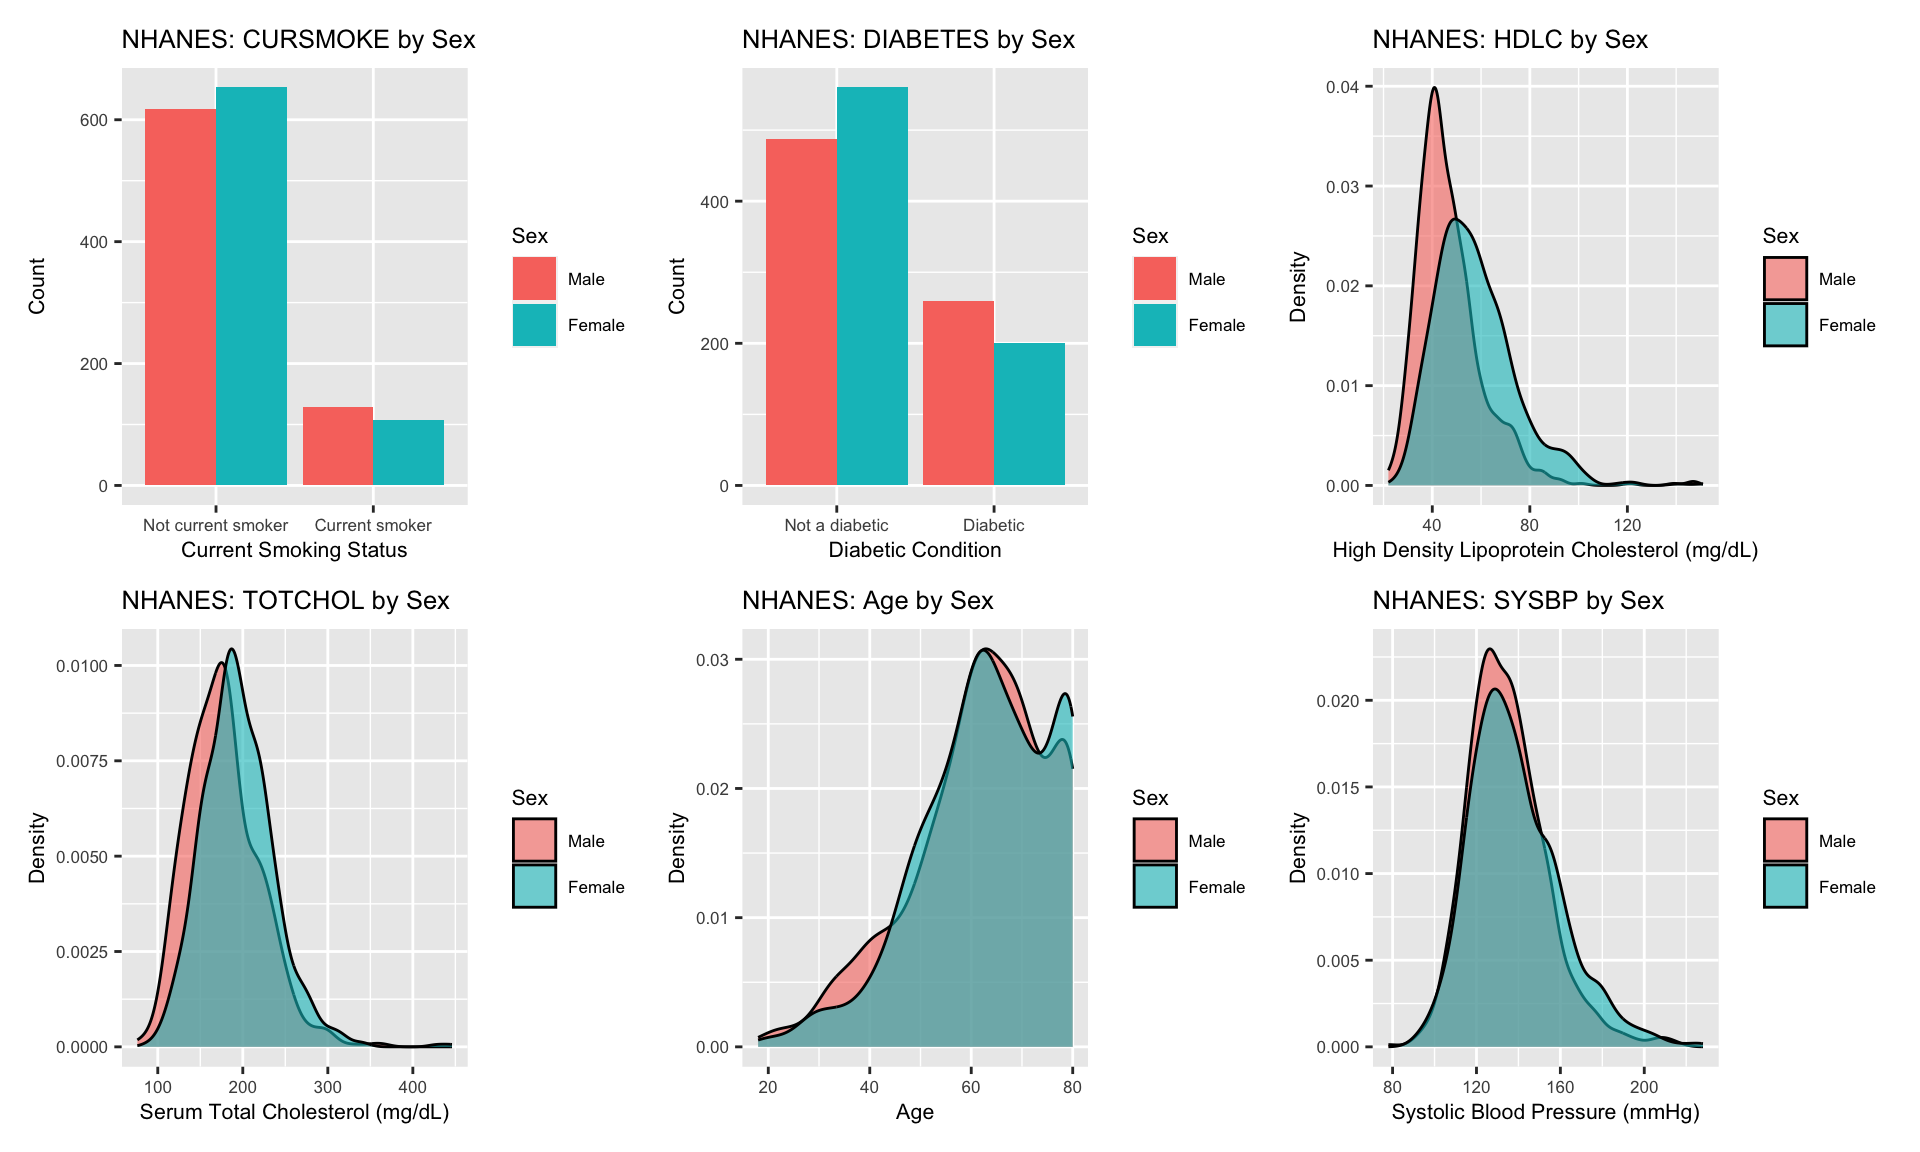 NHANES: CURSMOKE by Sex
600
400
200
0
Count
Not current smoker
Current smoker
Current Smoking Status
Sex
Male
Female
NHANES: DIABETES by Sex
400
200
0
Count
Not a diabetic
Diabetic
Diabetic Condition
Sex
Male
Female
NHANES: HDLC by Sex
0.04
0.03
0.02
0.01
0.00
Density
40
80
120
High Density Lipoprotein Cholesterol (mg/dL)
Sex
Male
Female
NHANES: TOTCHOL by Sex
0.0100
0.0075
0.0050
0.0025
0.0000
Density
100
200
300
400
Serum Total Cholesterol (mg/dL)
Sex
Male
Female
NHANES: Age by Sex
0.03
0.02
0.01
0.00
Density
20
40
60
80
Age
Sex
Male
Female
NHANES: SYSBP by Sex
0.020
0.015
0.010
0.005
0.000
Density
80
120
160
200
Systolic Blood Pressure (mmHg)
Sex
Male
Female